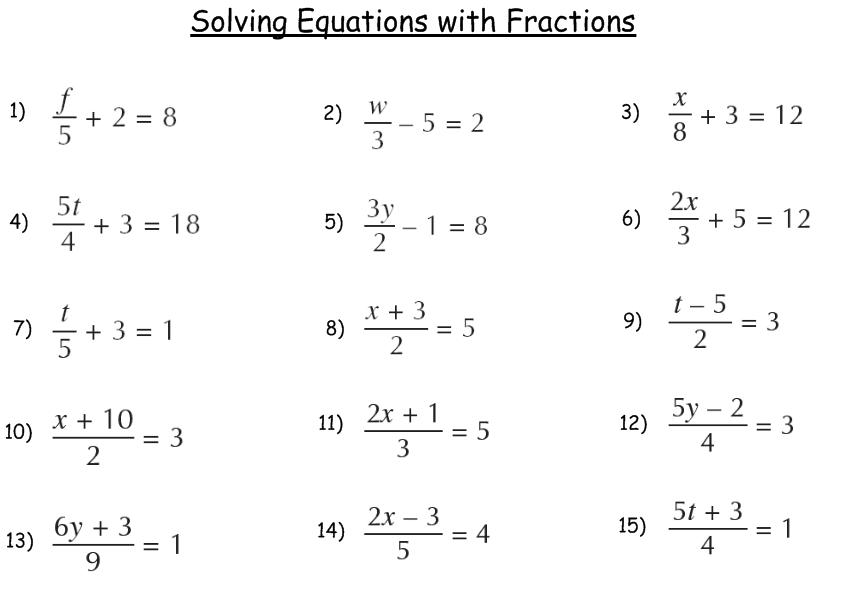 Solving Equations with Fractions
1) f/5 + 2 = 8
2) w/3 – 5 = 2
3) x/8 + 3 = 12
4) 5t/4 + 3 = 18
5) 3y/2 – 1 = 8
6) 2x/3 + 5 = 12
7) t/5 + 3 = 1
8) (x + 3)/2 = 5
9) (t – 5)/2 = 3
10) (x + 10)/2 = 3
11) (2x + 1)/3 = 5
12) (5y – 2)/4 = 3
13) (6y + 3)/9 = 1
14) (2x – 3)/5 = 4
15) (5t + 3)/4 = 1